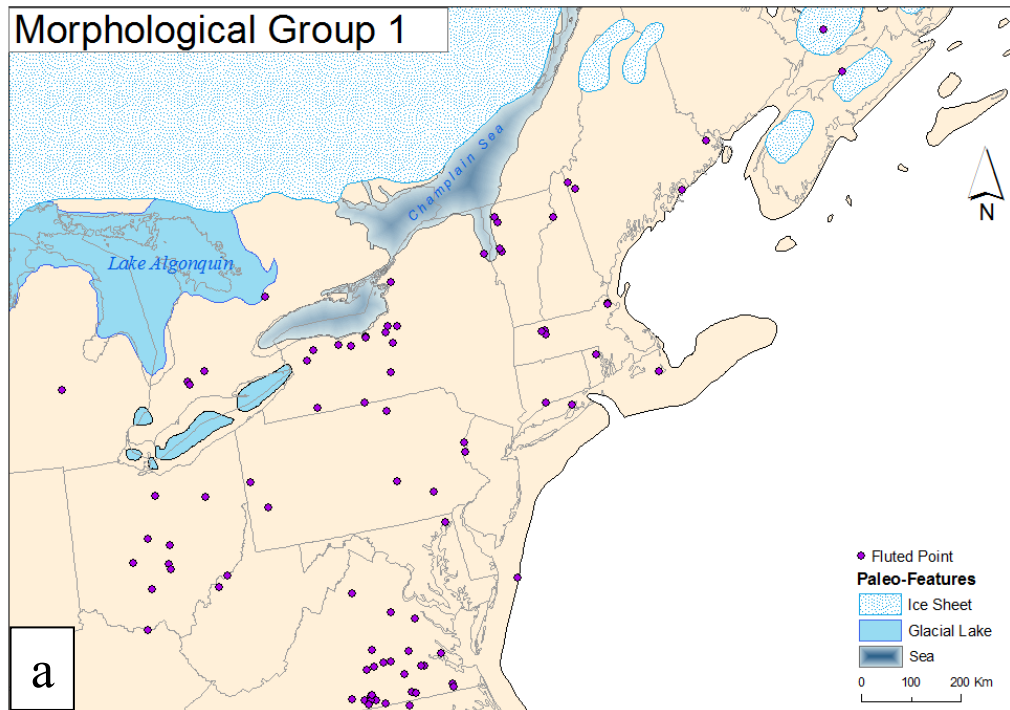 Morphological Group 1
Champlain Sea
Lake Algonquin
N
Fluted Point
Paleo-Features
Ice Sheet
Glacial Lake
Sea
0 100 200 Km
a